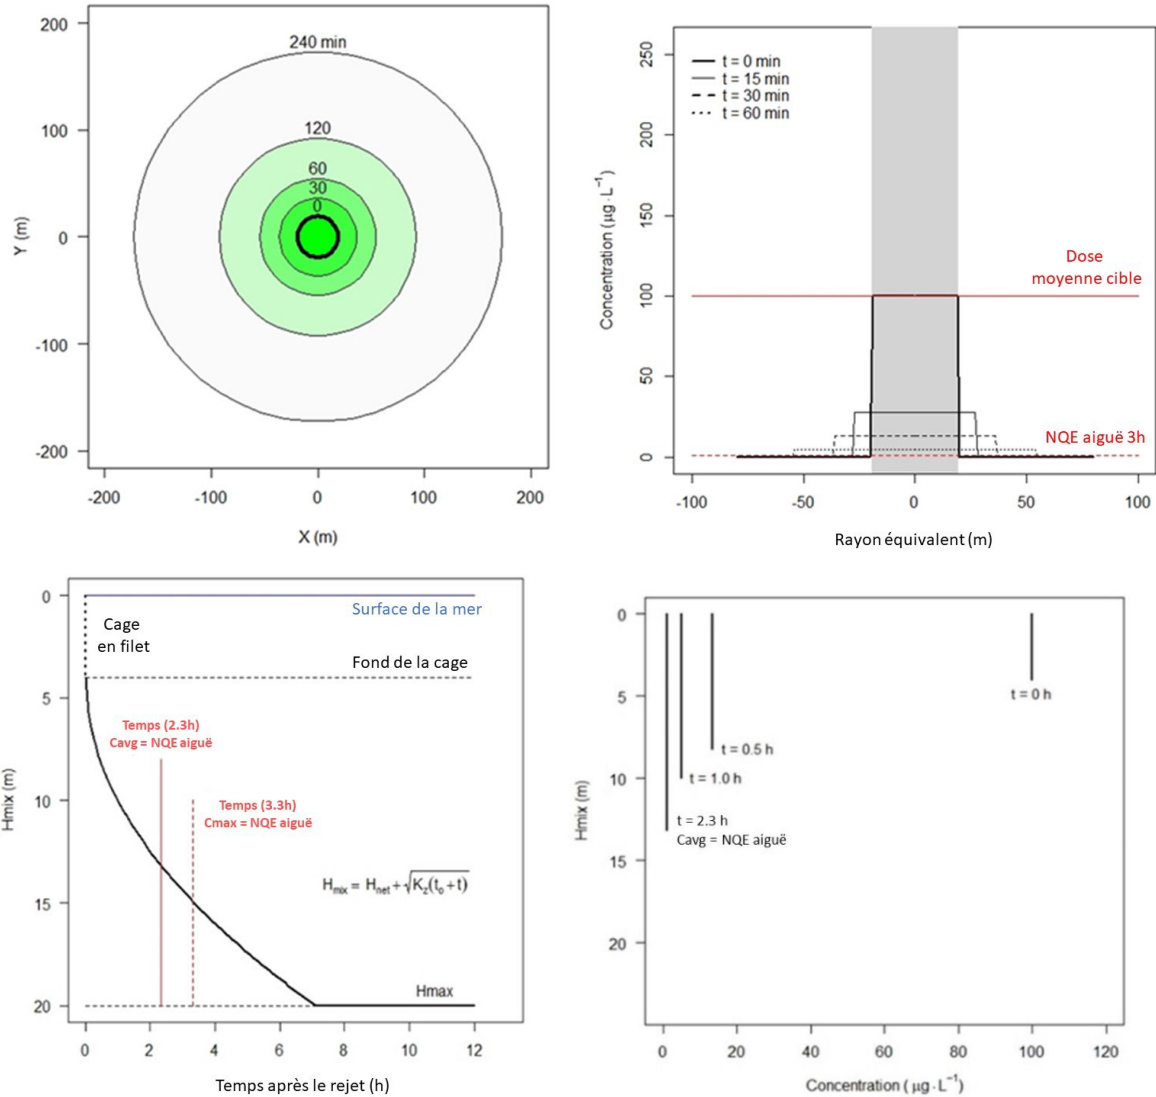 200
100
0
-100
-200
Y (m)
240 min
120
60
30
0
-200
-100
0
100
200
X (m)
250
200
150
100
50
0
Concentration (µg·L⁻¹)
t = 0 min
t = 15 min
t = 30 min
t = 60 min
Dose
moyenne cible
NQE aiguë 3h
-100
-50
0
50
100
Rayon équivalent (m)
0
5
10
15
20
Hmix (m)
Surface de la mer
Cage
en filet
Fond de la cage
Temps (2.3h)
Cavg = NQE aiguë
Temps (3.3h)
Cmax = NQE aiguë
Hmix = Hnet + √Kz(to + t)
Hmax
0
2
4
6
8
10
12
Temps après le rejet (h)
0
5
10
15
20
Hmix (m)
t = 0 h
t = 0.5 h
t = 1.0 h
t = 2.3 h
Cavg = NQE aiguë
0
20
40
60
80
100
120
Concentration ( µg·L⁻¹)